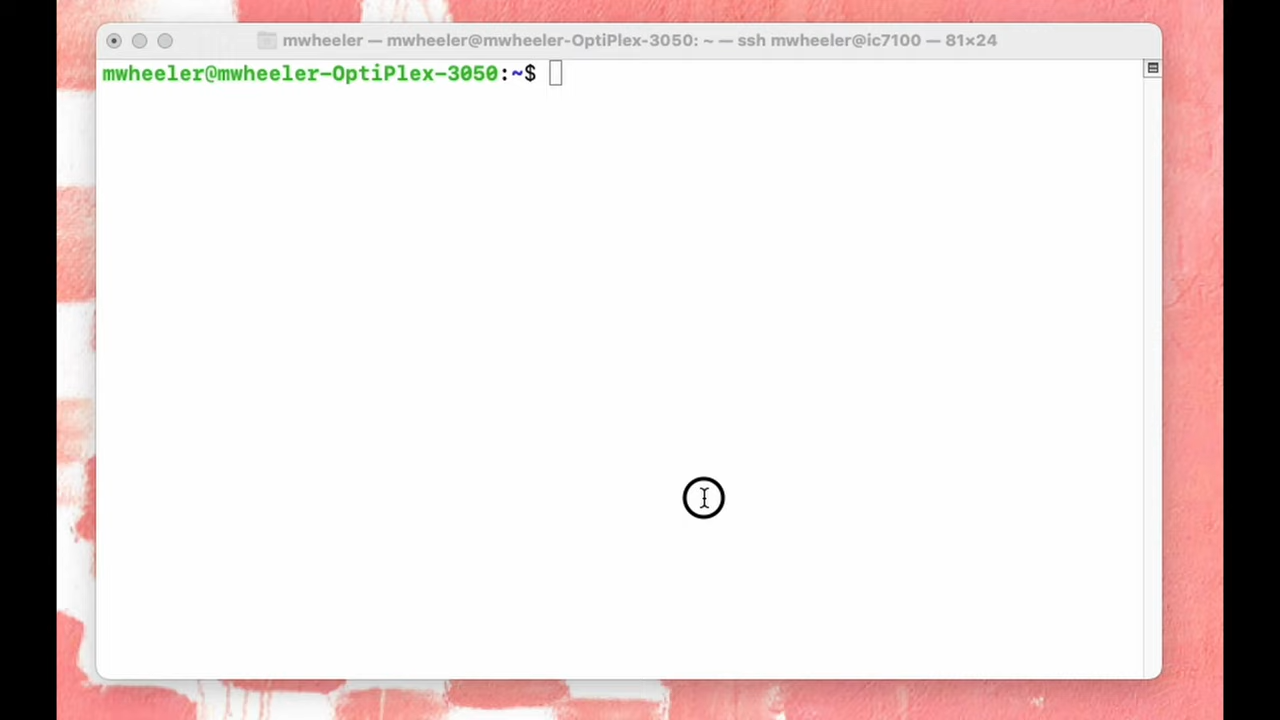 mwheeler — mwheeler@mwheeler-OptiPlex-3050: ~ — ssh mwheeler@ic7100 — 81×24
mwheeler@mwheeler-OptiPlex-3050:~$